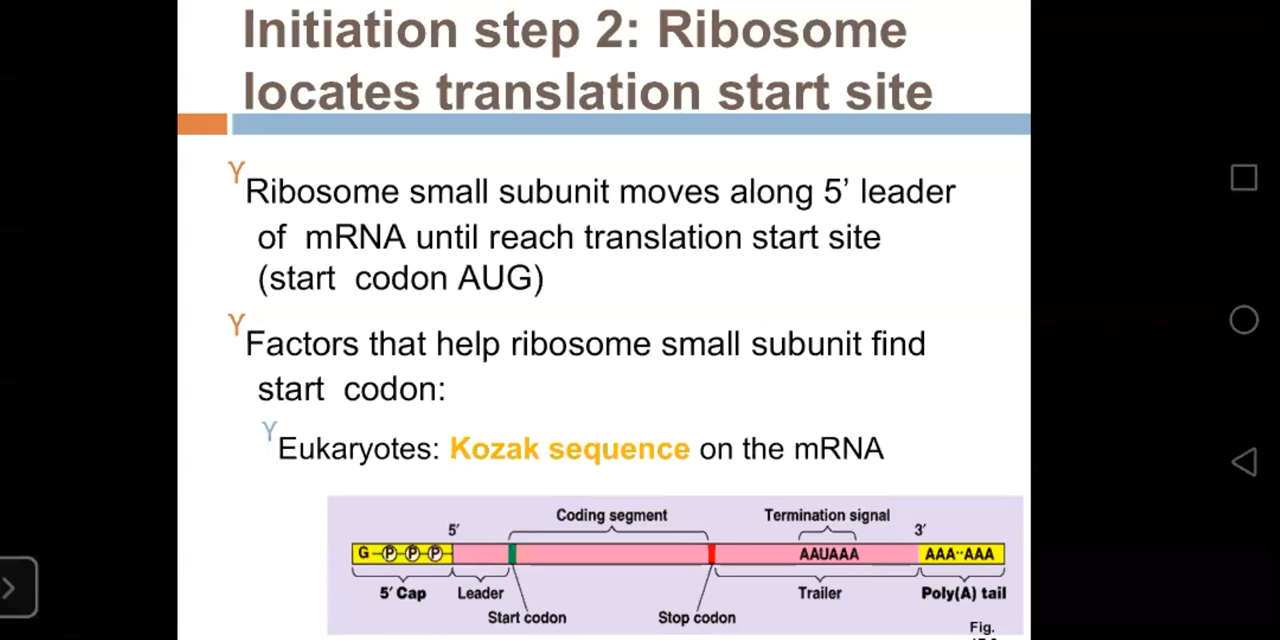 Initiation step 2: Ribosome
locates translation start site
Ribosome small subunit moves along 5’ leader
of mRNA until reach translation start site
(start codon AUG)
Factors that help ribosome small subunit find
start codon:
Eukaryotes: Kozak sequence on the mRNA
Coding segment
Termination signal
5′
3′
G P P P
AAUAAA
AAA··AAA
5′ Cap
Leader
Trailer
Poly(A) tail
Start codon
Stop codon
Fig.